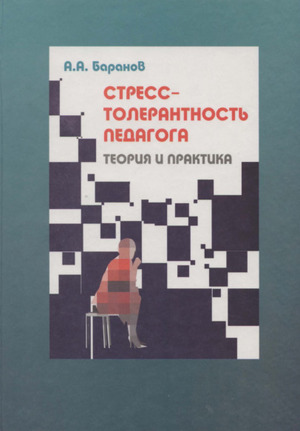 А.А. Баранов
СТРЕСС-
ТОЛЕРАНТНОСТЬ
ПЕДАГОГА
ТЕОРИЯ И ПРАКТИКА